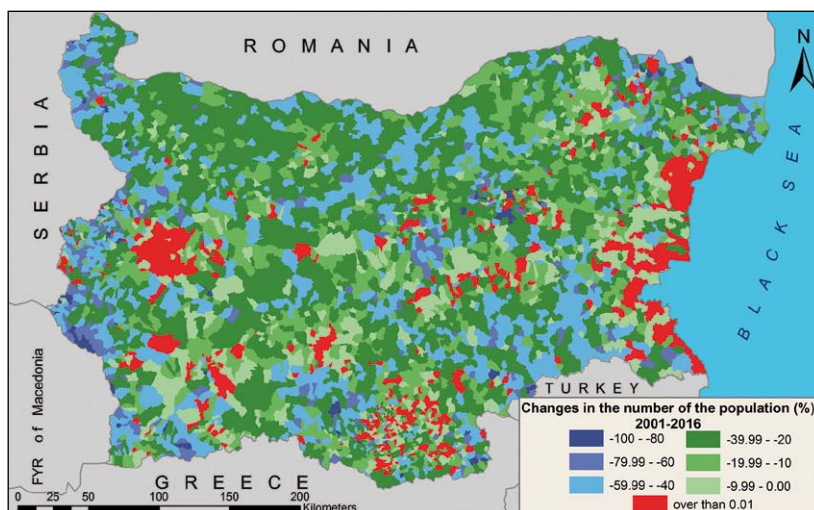 ROMANIA
N
SERBIA
BLACK SEA
FYR of Macedonia
TURKEY
GREECE
0 12.5 25 50 100 150 200
Kilometers
Changes in the number of the population (%)
2001-2016
-100 - -80
-79.99 - -60
-59.99 - -40
-39.99 - -20
-19.99 - -10
-9.99 - 0.00
over than 0.01